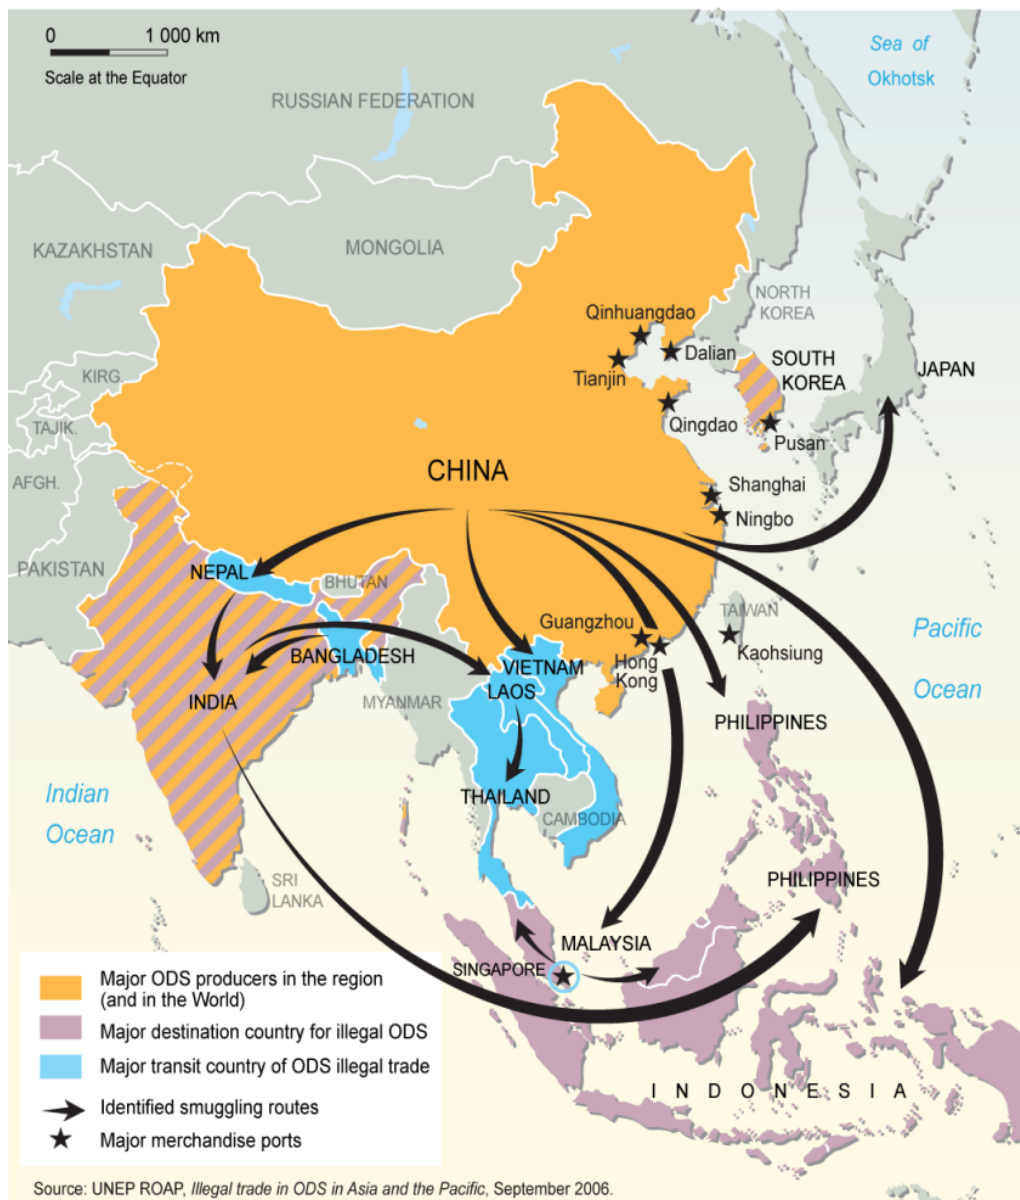 0 1 000 km
Scale at the Equator
Sea of
Okhotsk
RUSSIAN FEDERATION
KAZAKHSTAN
MONGOLIA
NORTH
KOREA
Qinhuangdao
Dalian
SOUTH
KOREA
JAPAN
Tianjin
KIRG.
TAJIK.
Qingdao
Pusan
AFGH.
CHINA
Shanghai
Ningbo
PAKISTAN
NEPAL
BHUTAN
TAIWAN
Guangzhou
Pacific
Ocean
Kaohsiung
BANGLADESH
VIETNAM
Hong
Kong
LAOS
INDIA
MYANMAR
PHILIPPINES
Indian
Ocean
THAILAND
CAMBODIA
SRI
LANKA
PHILIPPINES
MALAYSIA
SINGAPORE
INDONESIA
Major ODS producers in the region
(and in the World)
Major destination country for illegal ODS
Major transit country of ODS illegal trade
Identified smuggling routes
Major merchandise ports
Source: UNEP ROAP, Illegal trade in ODS in Asia and the Pacific, September 2006.